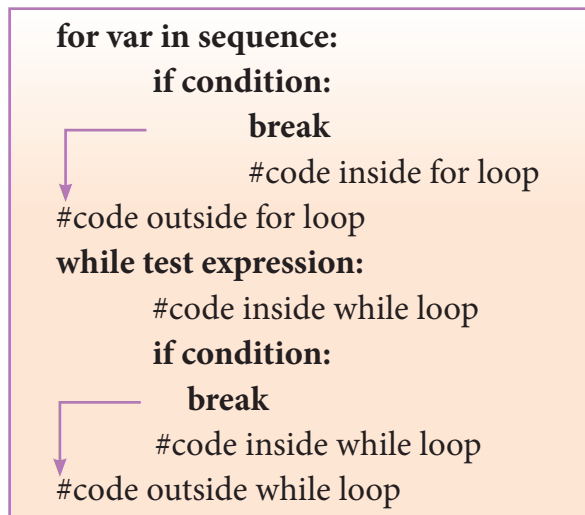 for var in sequence:
if condition:
break
#code inside for loop
#code outside for loop
while test expression:
#code inside while loop
if condition:
break
#code inside while loop
#code outside while loop